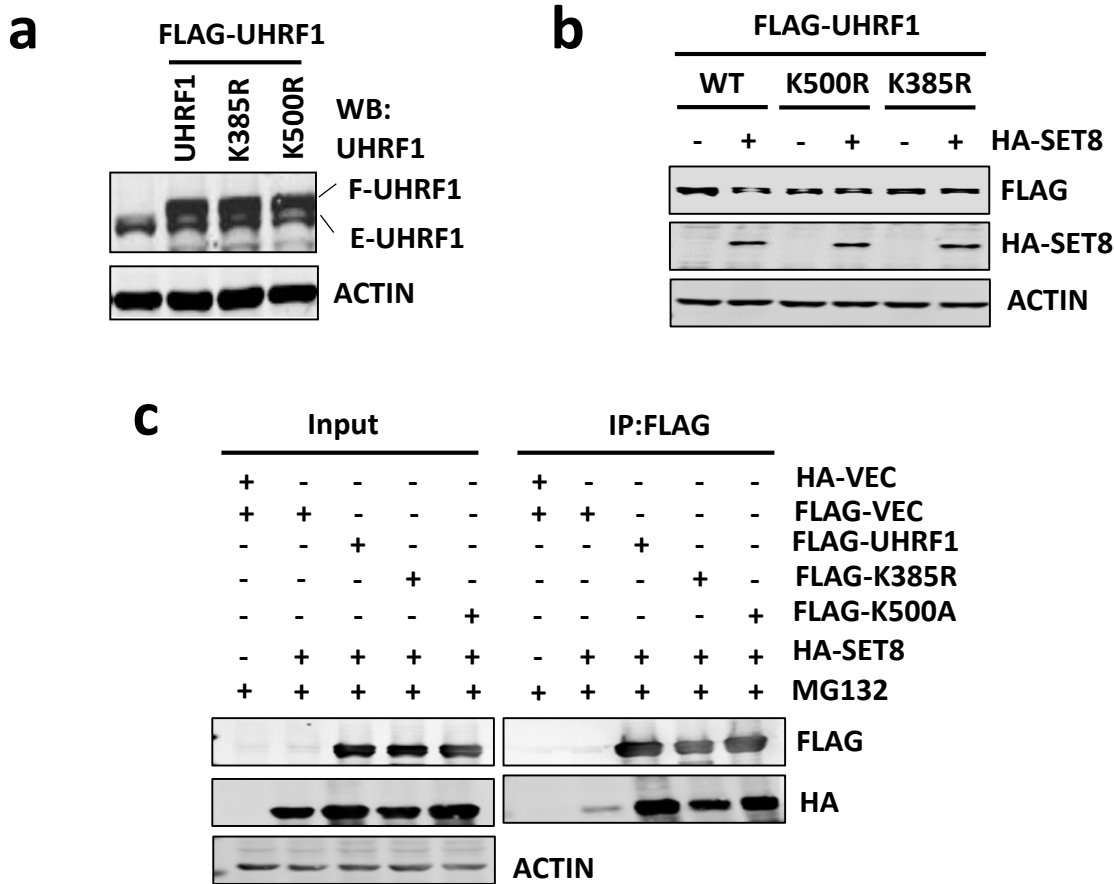 a
FLAG-UHRF1
UHRF1 K385R K500R
WB:
UHRF1
F-UHRF1
E-UHRF1
ACTIN
b
FLAG-UHRF1
WT K500R K385R
- + - + - + HA-SET8
FLAG
HA-SET8
ACTIN
c
Input IP:FLAG
+ - - - - + - - - - HA-VEC
+ + - - - + + - - - FLAG-VEC
- - + - - - - + - - FLAG-UHRF1
- - - + - - - - + - FLAG-K385R
- - - - + - - - - + FLAG-K500A
- + + + + - + + + + HA-SET8
+ + + + + + + + + + MG132
FLAG
HA
ACTIN